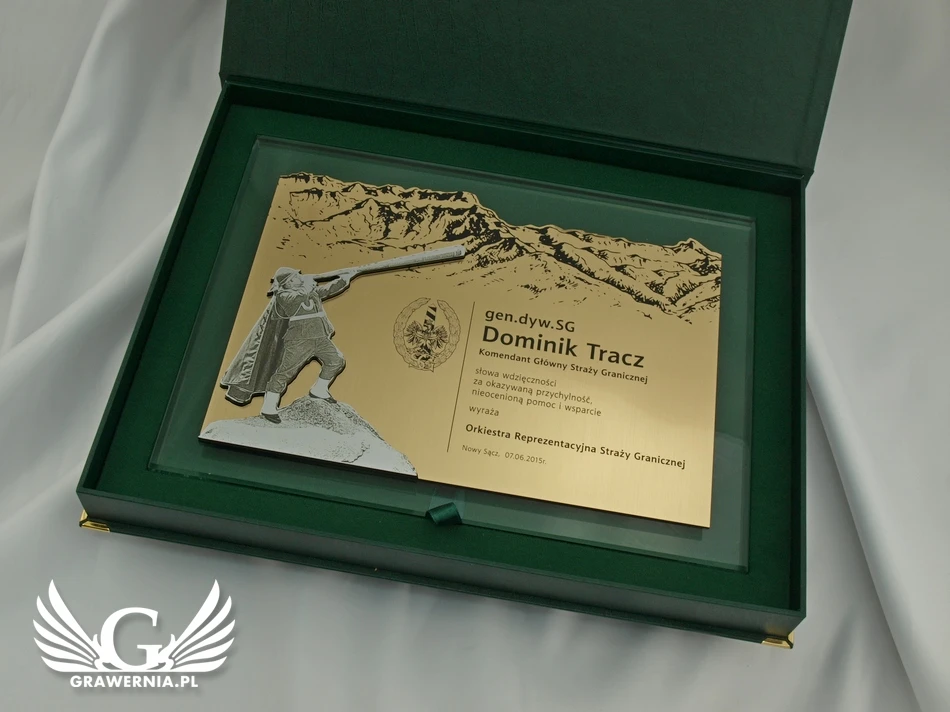 gen.dyw.SG
Dominik Tracz
Komendant Główny Straży Granicznej
słowa wdzięczności
za okazywaną przychylność,
nieocenioną pomoc i wsparcie
wyraża
Orkiestra Reprezentacyjna Straży Granicznej
Nowy Sącz, 07.06.2015r.
G
GRAWERNIA.PL